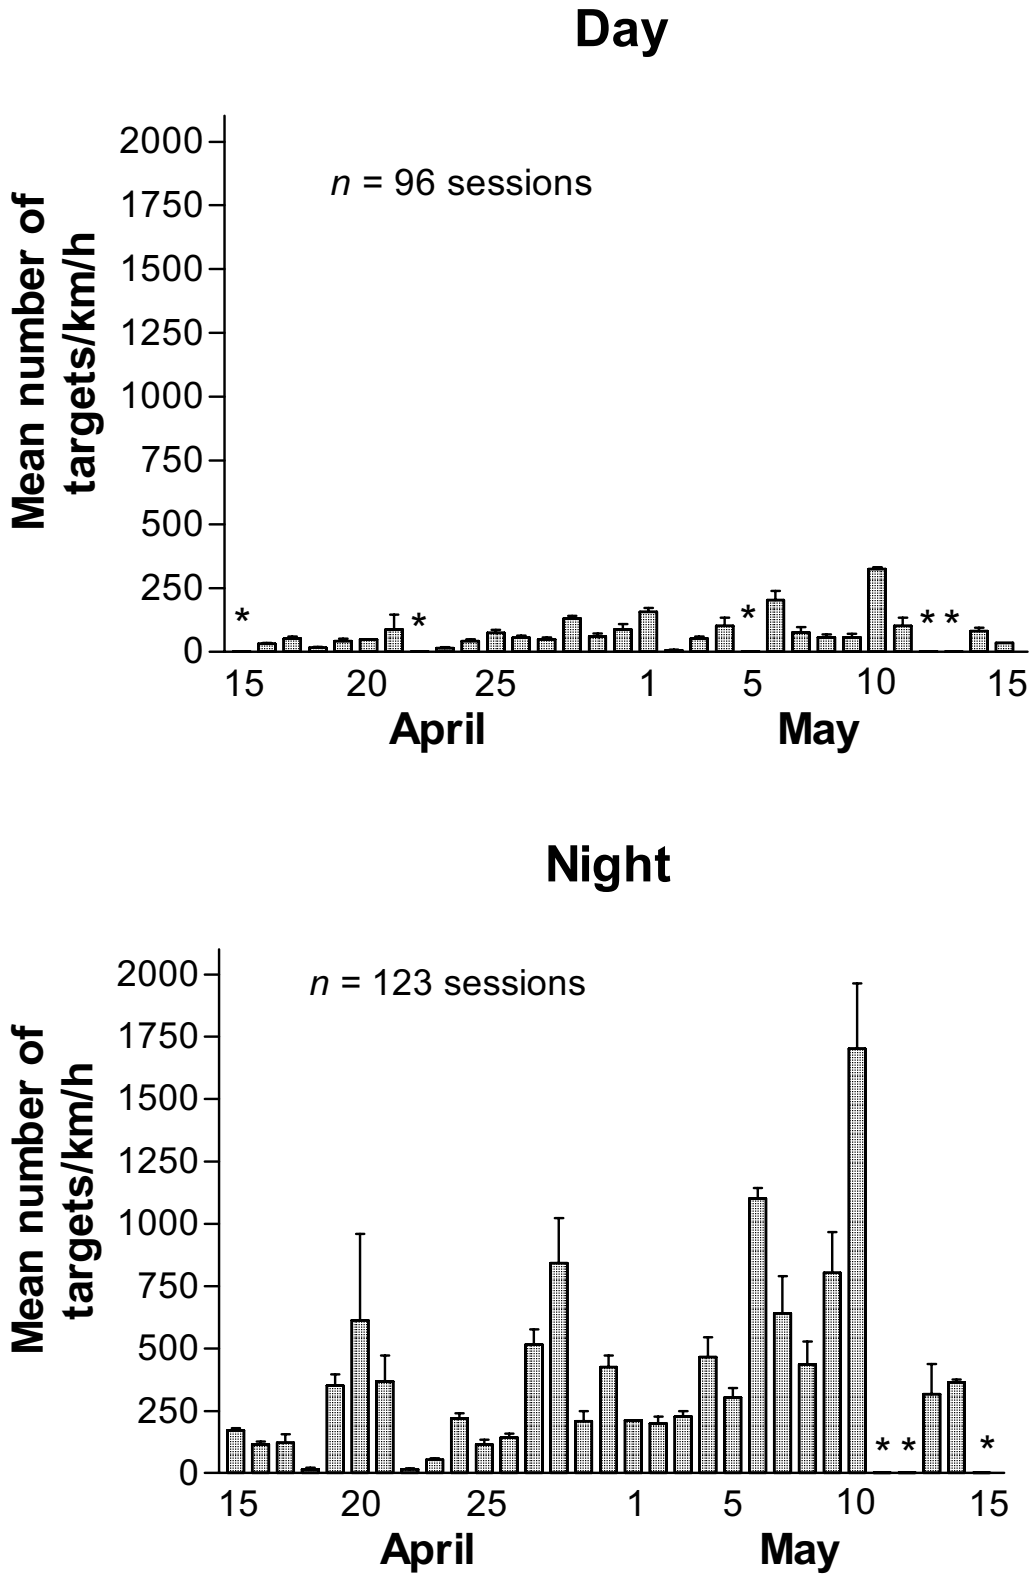 Day
Mean number of
targets/km/h
2000
1750
1500
1250
1000
750
500
250
0
n = 96 sessions
* * * * *
15 20 25 1 5 10 15
April May
Night
Mean number of
targets/km/h
2000
1750
1500
1250
1000
750
500
250
0
n = 123 sessions
* * *
15 20 25 1 5 10 15
April May